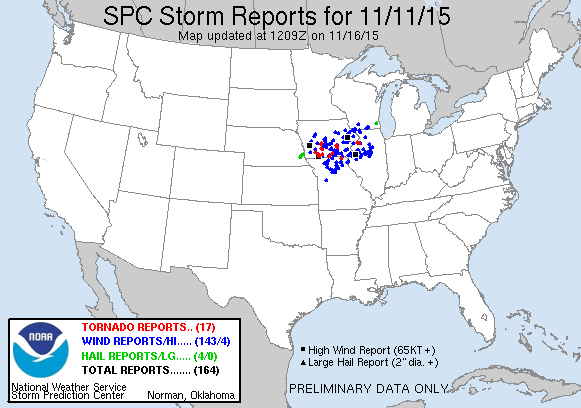 SPC Storm Reports for 11/11/15
Map updated at 1209Z on 11/16/15
NOAA
TORNADO REPORTS.. (17)
WIND REPORTS/HI..... (143/4)
HAIL REPORTS/LG..... (4/0)
TOTAL REPORTS....... (164)
National Weather Service
Storm Prediction Center Norman, Oklahoma
High Wind Report (65KT +)
Large Hail Report (2" dia. +)
PRELIMINARY DATA ONLY